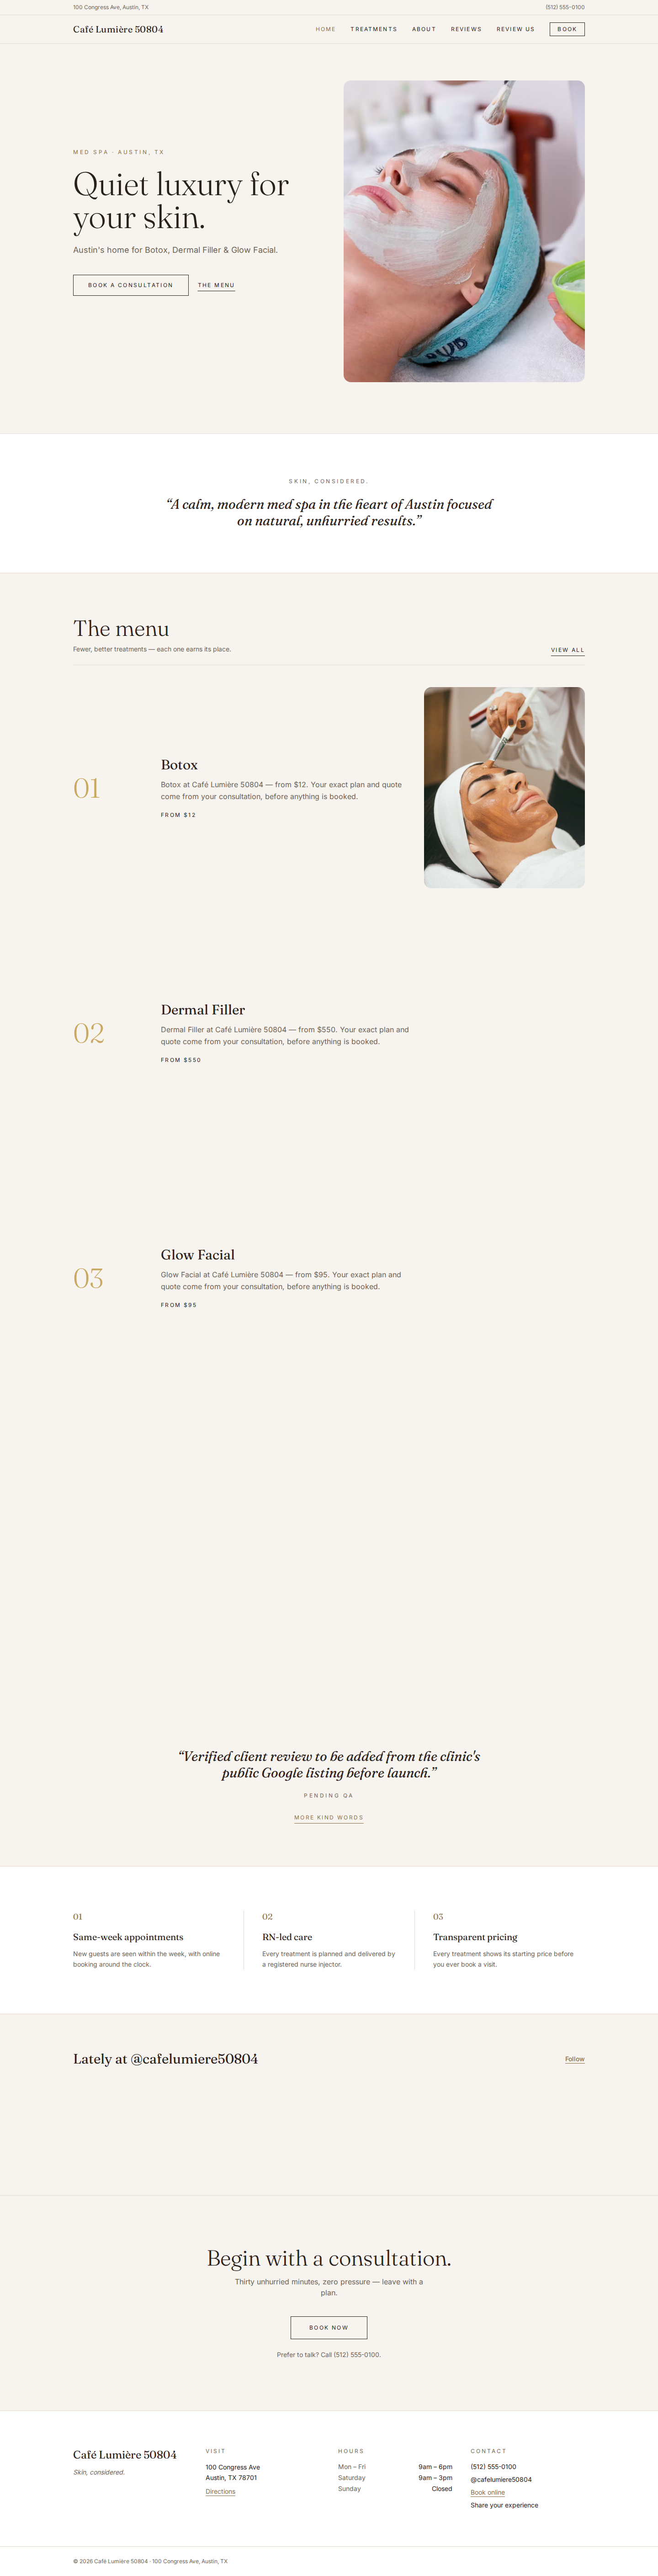 100 Congress Ave, Austin, TX
(512) 555-0100
Café Lumière 50804
HOME
TREATMENTS
ABOUT
REVIEWS
REVIEW US
BOOK
MED SPA · AUSTIN, TX
Quiet luxury for
your skin.
Austin's home for Botox, Dermal Filler & Glow Facial.
BOOK A CONSULTATION
THE MENU
SKIN, CONSIDERED.
“A calm, modern med spa in the heart of Austin focused
on natural, unhurried results.”
The menu
Fewer, better treatments — each one earns its place.
VIEW ALL
01
Botox
Botox at Café Lumière 50804 — from $12. Your exact plan and quote
come from your consultation, before anything is booked.
FROM $12
02
Dermal Filler
Dermal Filler at Café Lumière 50804 — from $550. Your exact plan and
quote come from your consultation, before anything is booked.
FROM $550
03
Glow Facial
Glow Facial at Café Lumière 50804 — from $95. Your exact plan and
quote come from your consultation, before anything is booked.
FROM $95
“Verified client review to be added from the clinic's
public Google listing before launch.”
PENDING QA
MORE KIND WORDS
01
Same-week appointments
New guests are seen within the week, with online
booking around the clock.
02
RN-led care
Every treatment is planned and delivered by
a registered nurse injector.
03
Transparent pricing
Every treatment shows its starting price before
you ever book a visit.
Lately at @cafelumiere50804
Follow
Begin with a consultation.
Thirty unhurried minutes, zero pressure — leave with a
plan.
BOOK NOW
Prefer to talk? Call (512) 555-0100.
Café Lumière 50804
Skin, considered.
VISIT
100 Congress Ave
Austin, TX 78701
Directions
HOURS
Mon – Fri 9am – 6pm
Saturday 9am – 3pm
Sunday Closed
CONTACT
(512) 555-0100
@cafelumiere50804
Book online
Share your experience
© 2026 Café Lumière 50804 · 100 Congress Ave, Austin, TX